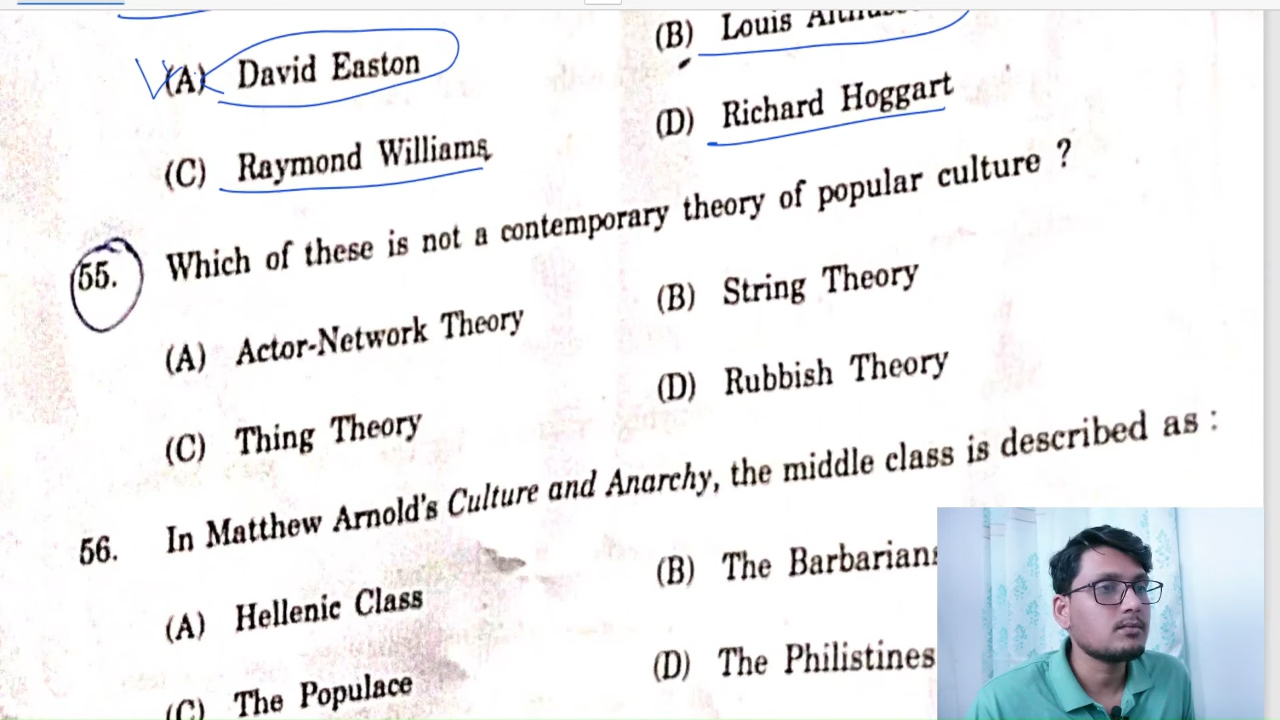 (A) David Easton
(B) Louis
(C) Raymond Williams
(D) Richard Hoggart
55. Which of these is not a contemporary theory of popular culture ?
(A) Actor-Network Theory
(B) String Theory
(C) Thing Theory
(D) Rubbish Theory
56. In Matthew Arnold's Culture and Anarchy, the middle class is described as :
(A) Hellenic Class
(B) The Barbarians
(C) The Populace
(D) The Philistines